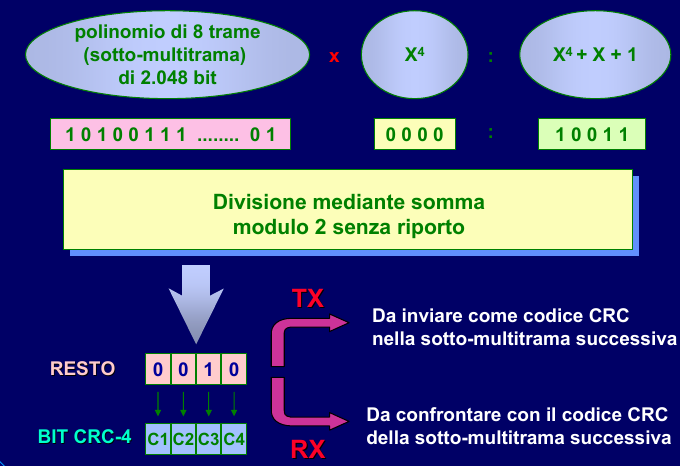 polinomio di 8 trame
(sotto-multitrama)
di 2.048 bit
x
X⁴
:
X⁴ + X + 1
1 0 1 0 0 1 1 1 ........ 0 1
0 0 0 0
:
1 0 0 1 1
Divisione mediante somma
modulo 2 senza riporto
TX
Da inviare come codice CRC
nella sotto-multitrama successiva
RESTO
0 0 1 0
Da confrontare con il codice CRC
della sotto-multitrama successiva
BIT CRC-4
C1 C2 C3 C4
RX